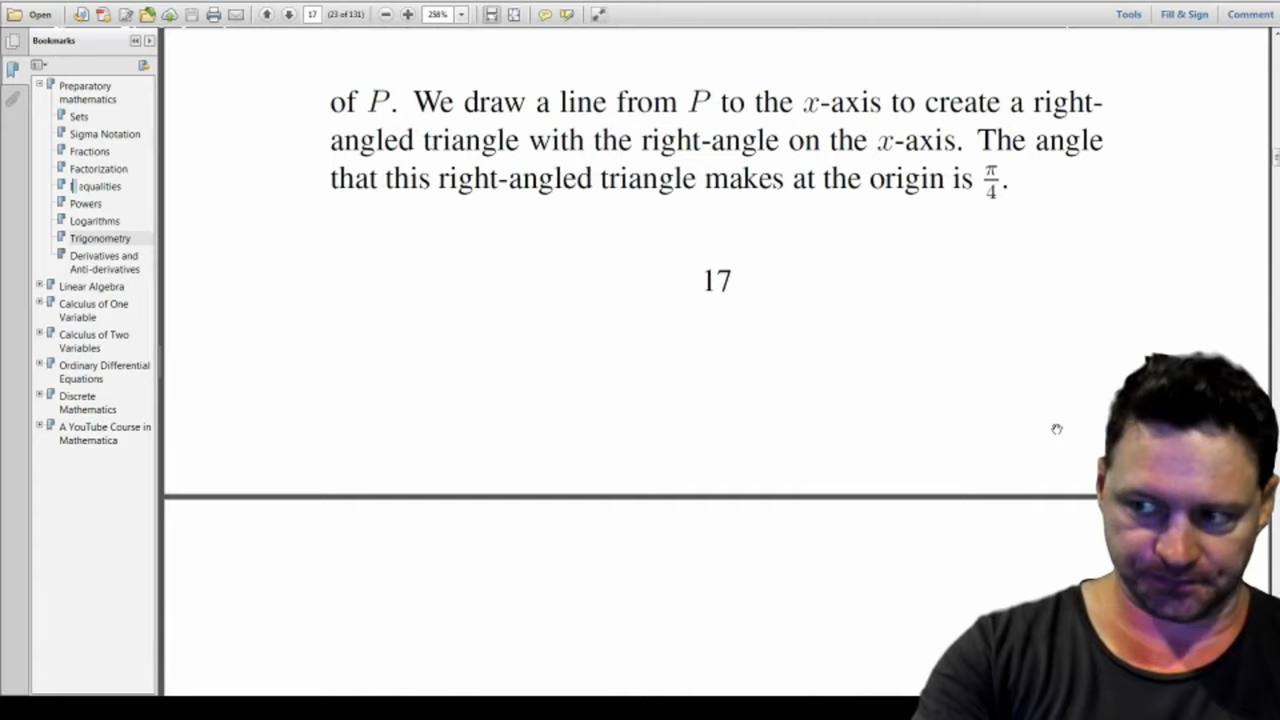 Open
17
(23 of 131)
258%
Tools
Fill & Sign
Comment
Bookmarks
Preparatory
mathematics
Sets
Sigma Notation
Fractions
Factorization
equalities
Powers
Logarithms
Trigonometry
Derivatives and
Anti-derivatives
Linear Algebra
Calculus of One
Variable
Calculus of Two
Variables
Ordinary Differential
Equations
Discrete
Mathematics
A YouTube Course in
Mathematica
of P. We draw a line from P to the x-axis to create a right-
angled triangle with the right-angle on the x-axis. The angle
that this right-angled triangle makes at the origin is π/4.
17